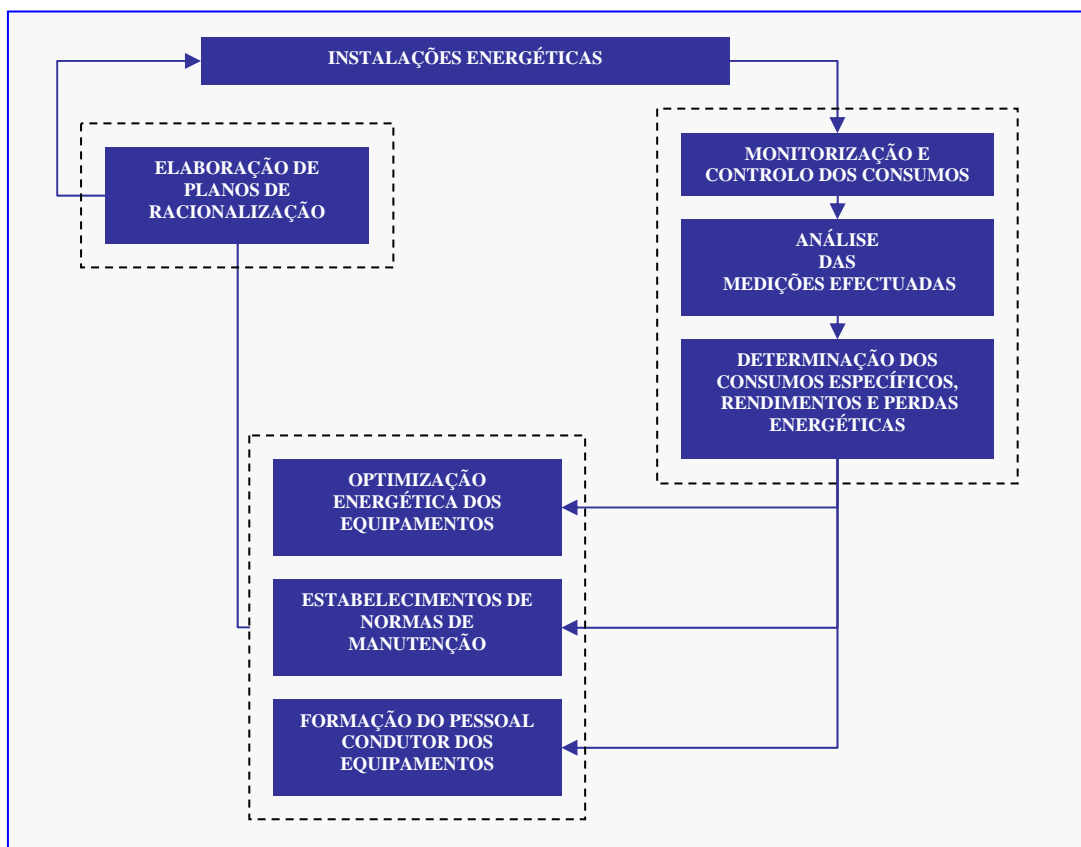 INSTALAÇÕES ENERGÉTICAS
ELABORAÇÃO DE
PLANOS DE
RACIONALIZAÇÃO
MONITORIZAÇÃO E
CONTROLO DOS CONSUMOS
ANÁLISE
DAS
MEDIÇÕES EFECTUADAS
DETERMINAÇÃO DOS
CONSUMOS ESPECÍFICOS,
RENDIMENTOS E PERDAS
ENERGÉTICAS
OPTIMIZAÇÃO
ENERGÉTICA DOS
EQUIPAMENTOS
ESTABELECIMENTOS DE
NORMAS DE
MANUTENÇÃO
FORMAÇÃO DO PESSOAL
CONDUTOR DOS
EQUIPAMENTOS